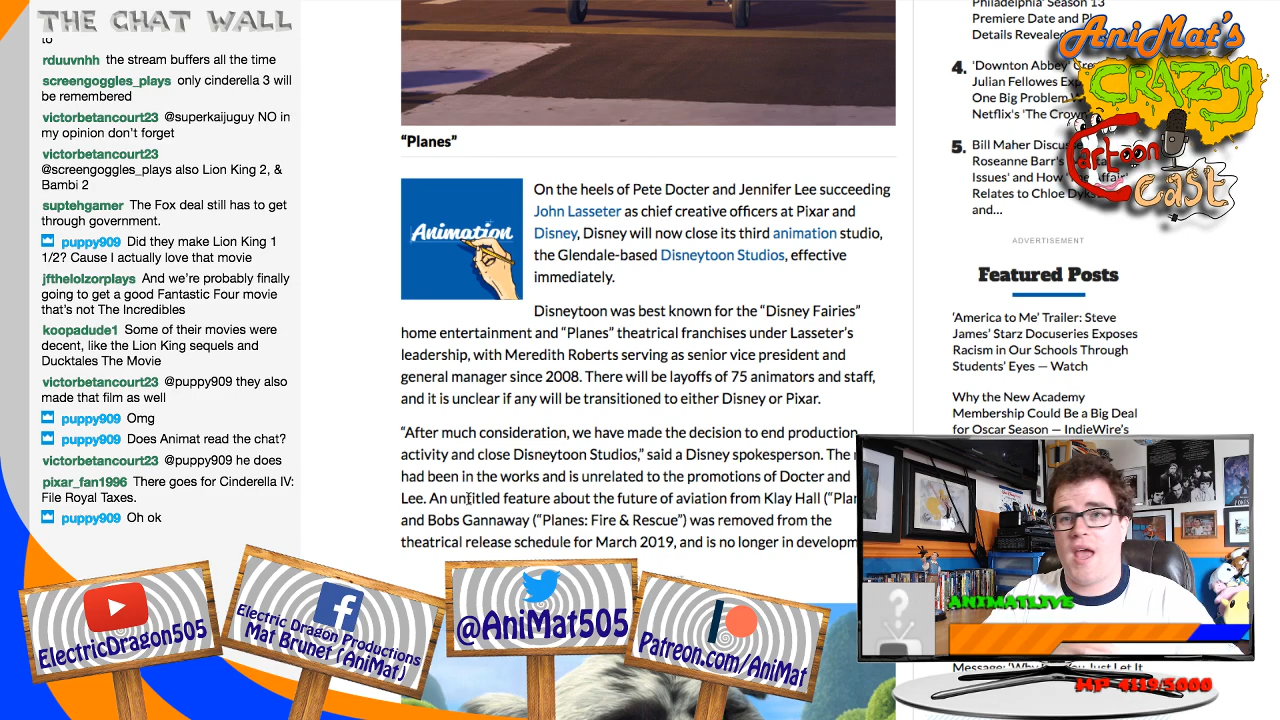 THE CHAT WALL
to
rduuvnhh the stream buffers all the time
screengoggles_plays only cinderella 3 will
be remembered
victorbetancourt23 @superkaijuguy NO in
my opinion don't forget
victorbetancourt23
@screengoggles_plays also Lion King 2, &
Bambi 2
suptehgamer The Fox deal still has to get
through government.
puppy909 Did they make Lion King 1
1/2? Cause I actually love that movie
jfthelolzorplays And we're probably finally
going to get a good Fantastic Four movie
that's not The Incredibles
koopadude1 Some of their movies were
decent, like the Lion King sequels and
Ducktales The Movie
victorbetancourt23 @puppy909 they also
made that film as well
puppy909 Omg
puppy909 Does Animat read the chat?
victorbetancourt23 @puppy909 he does
pixar_fan1996 There goes for Cinderella IV:
File Royal Taxes.
puppy909 Oh ok
"Planes"
Animation
On the heels of Pete Docter and Jennifer Lee succeeding
John Lasseter as chief creative officers at Pixar and
Disney, Disney will now close its third animation studio,
the Glendale-based Disneytoon Studios, effective
immediately.
Disneytoon was best known for the "Disney Fairies"
home entertainment and "Planes" theatrical franchises under Lasseter's
leadership, with Meredith Roberts serving as senior vice president and
general manager since 2008. There will be layoffs of 75 animators and staff,
and it is unclear if any will be transitioned to either Disney or Pixar.
"After much consideration, we have made the decision to end production
activity and close Disneytoon Studios," said a Disney spokesperson. The
had been in the works and is unrelated to the promotions of Docter and
Lee. An untitled feature about the future of aviation from Klay Hall ("Plan
and Bobs Gannaway ("Planes: Fire & Rescue") was removed from the
theatrical release schedule for March 2019, and is no longer in developm
Philadelphia' Season 13
Premiere Date and Pl
Details Revealed
4. 'Downton Abbey' Cre
Julian Fellowes Exp
One Big Problem W
Netflix's 'The Crow
5. Bill Maher Discu
Roseanne Barr's
Issues' and How 'The Affair'
Relates to Chloe Dyk
and...
AniMat's
CRAZY
Cartoon
Cast
ADVERTISEMENT
Featured Posts
'America to Me' Trailer: Steve
James' Starz Docuseries Exposes
Racism in Our Schools Through
Students' Eyes — Watch
Why the New Academy
Membership Could Be a Big Deal
for Oscar Season — IndieWire's
ANIMATLIVE
?
Message: 'Why Do You Just Let It
HP 4119/5000
ElectricDragon505
Electric Dragon Productions
Mat Brunet (AniMat)
@AniMat505
Patreon.com/AniMat